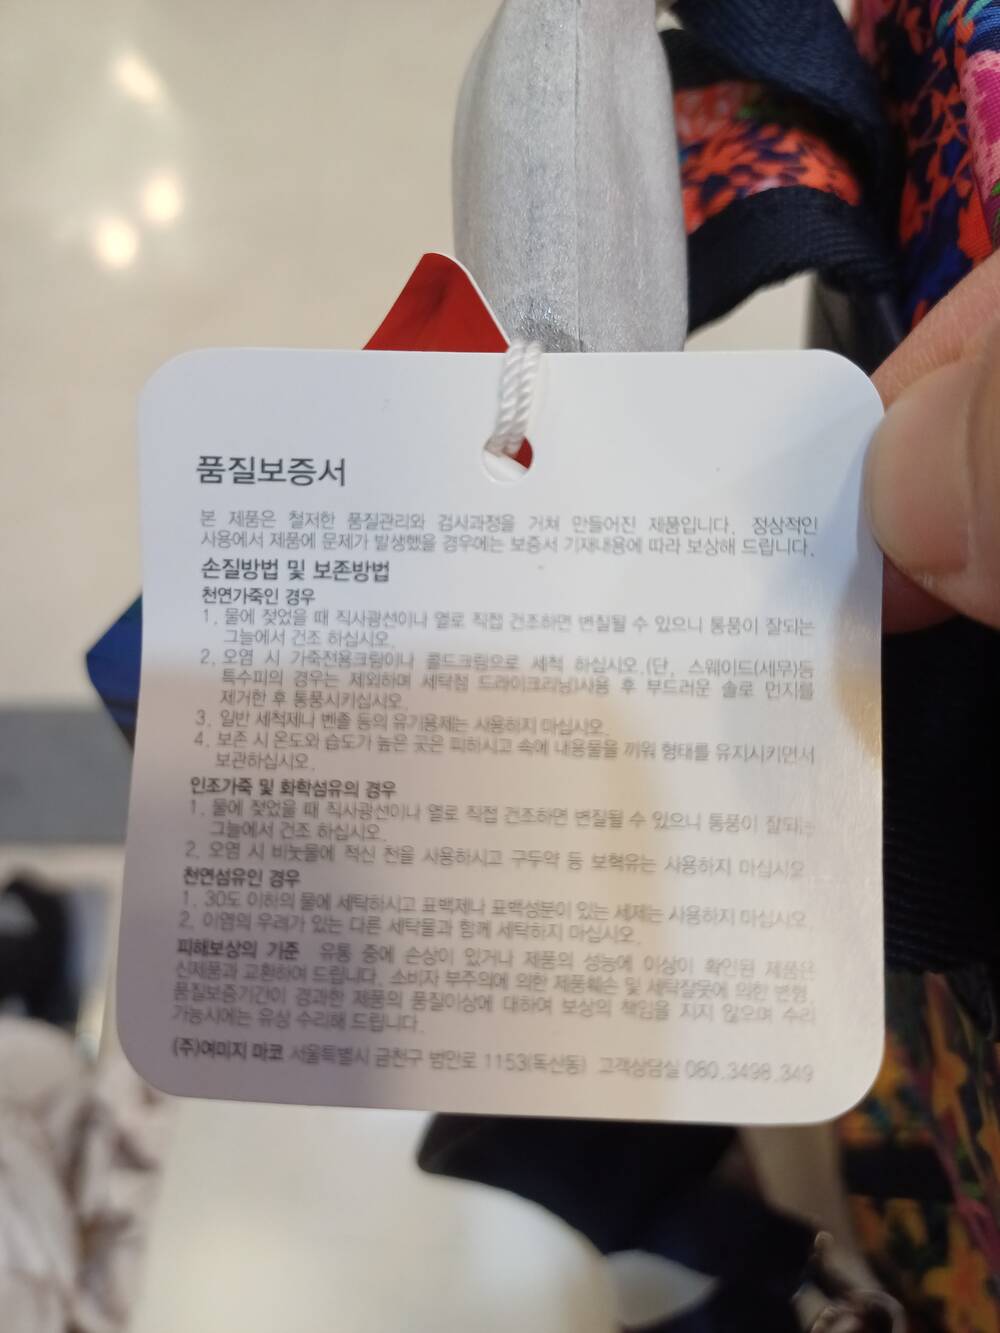 품질보증서
본 제품은 철저한 품질관리와 검사과정을 거쳐 만들어진 제품입니다. 정상적인
사용에서 제품에 문제가 발생했을 경우에는 보증서 기재내용에 따라 보상해 드립니다.
손질방법 및 보존방법
천연가죽인 경우
1. 물에 젖었을 때 직사광선이나 열로 직접 건조하면 변질될 수 있으니 통풍이 잘되는
그늘에서 건조 하십시오.
2. 오염 시 가죽전용크림이나 콜드크림으로 세척 하십시오.(단, 스웨이드(세무)등
특수피의 경우는 제외하며 세탁점 드라이크리닝)사용 후 부드러운 솔로 먼지를
제거한 후 통풍시키십시오.
3. 일반 세척제나 벤졸 등의 유기용제는 사용하지 마십시오.
4. 보존 시 온도와 습도가 높은 곳은 피하시고 속에 내용물을 끼워 형태를 유지시키면서
보관하십시오.
인조가죽 및 화학섬유의 경우
1. 물에 젖었을 때 직사광선이나 열로 직접 건조하면 변질될 수 있으니 통풍이 잘되는
그늘에서 건조 하십시오.
2. 오염 시 비눗물에 적신 천을 사용하시고 구두약 등 보혁유는 사용하지 마십시오.
천연섬유인 경우
1. 30도 이하의 물에 세탁하시고 표백제나 표백성분이 있는 세제는 사용하지 마십시오.
2. 이염의 우려가 있는 다른 세탁물과 함께 세탁하지 마십시오.
피해보상의 기준 유통 중에 손상이 있거나 제품의 성능에 이상이 확인된 제품은
신제품과 교환하여 드립니다. 소비자 부주의에 의한 제품훼손 및 세탁잘못에 의한 변형,
품질보증기간이 경과한 제품의 품질이상에 대하여 보상의 책임을 지지 않으며 수리
가능시에는 유상 수리해 드립니다.
(주)여미지 마코 서울특별시 금천구 범안로 1153(독산동) 고객상담실 080.3498.349